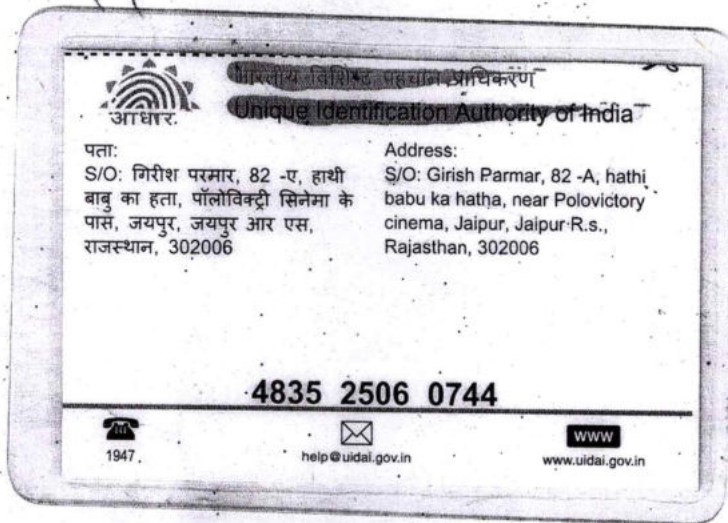 भारतीय विशिष्ट पहचान प्राधिकरण
आधार
Unique Identification Authority of India
पता:
S/O: गिरीश परमार, 82 -ए, हाथी
बाबु का हता, पॉलोविक्ट्री सिनेमा के
पास, जयपुर, जयपुर आर एस,
राजस्थान, 302006
Address:
S/O: Girish Parmar, 82 -A, hathi
babu ka hatha, near Polovictory
cinema, Jaipur, Jaipur R.s.,
Rajasthan, 302006
4835 2506 0744
1947
help@uidai.gov.in
WWW
www.uidai.gov.in